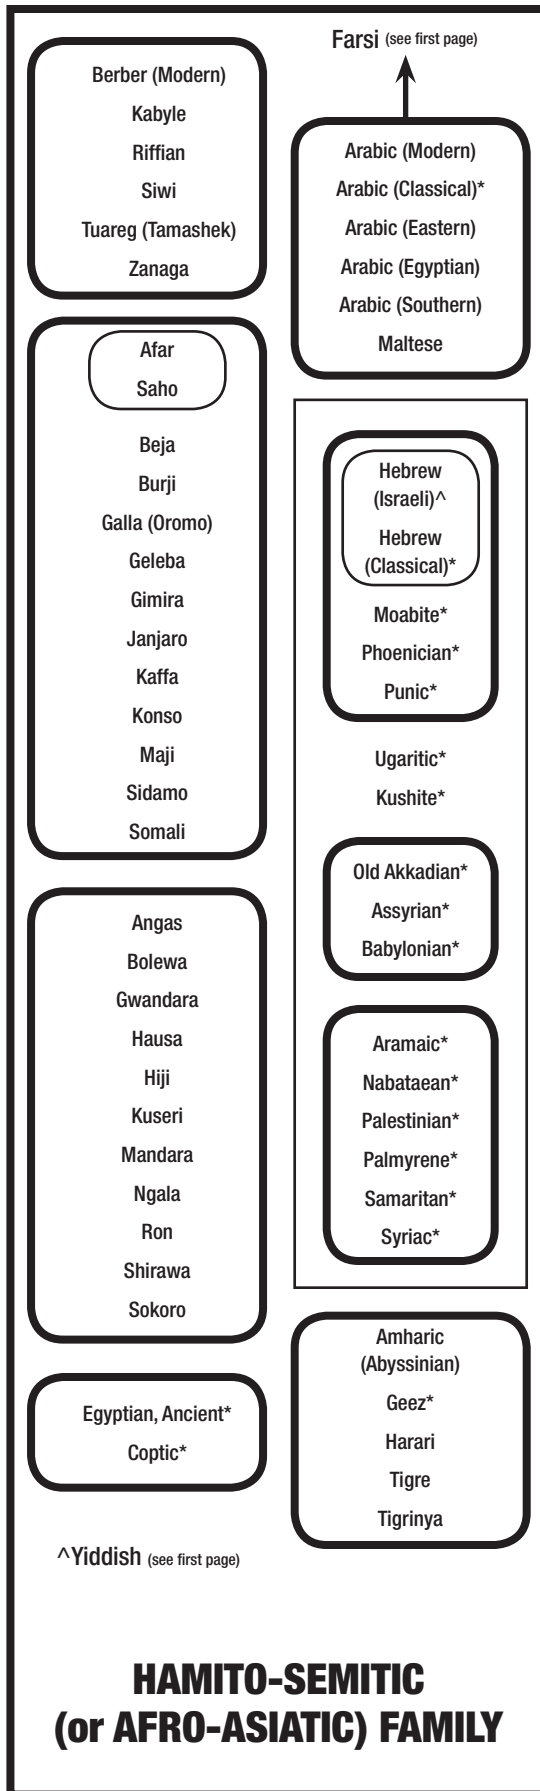 Berber (Modern)
Kabyle
Riffian
Siwi
Tuareg (Tamashek)
Zanaga
Afar
Saho
Beja
Burji
Galla (Oromo)
Geleba
Gimira
Janjaro
Kaffa
Konso
Maji
Sidamo
Somali
Angas
Bolewa
Gwandara
Hausa
Hiji
Kuseri
Mandara
Ngala
Ron
Shirawa
Sokoro
Egyptian, Ancient*
Coptic*
^Yiddish (see first page)
Farsi (see first page)
Arabic (Modern)
Arabic (Classical)*
Arabic (Eastern)
Arabic (Egyptian)
Arabic (Southern)
Maltese
Hebrew
(Israeli)^
Hebrew
(Classical)*
Moabite*
Phoenician*
Punic*
Ugaritic*
Kushite*
Old Akkadian*
Assyrian*
Babylonian*
Aramaic*
Nabataean*
Palestinian*
Palmyrene*
Samaritan*
Syriac*
Amharic
(Abyssinian)
Geez*
Harari
Tigre
Tigrinya
HAMITO-SEMITIC
(or AFRO-ASIATIC) FAMILY